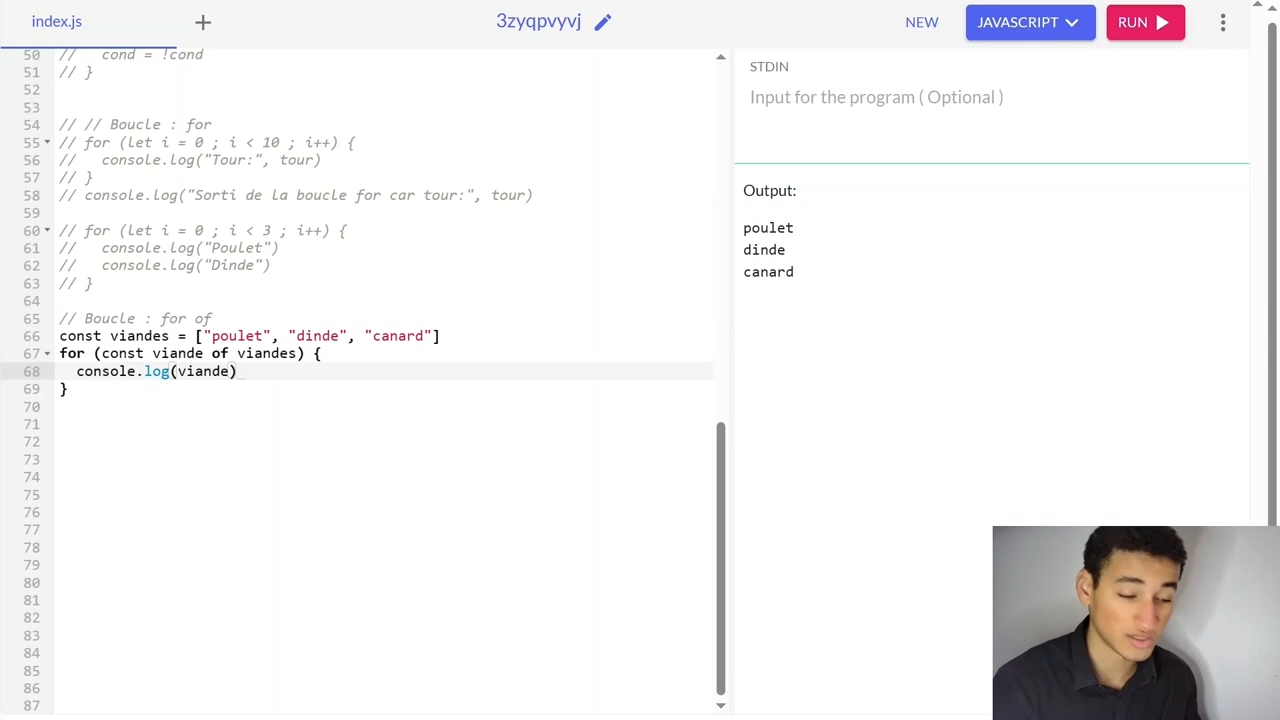 index.js
3zyqpvyvj
NEW
JAVASCRIPT
RUN
50 //   cond = !cond
51 // }
52
53
54 // // Boucle : for
55 // for (let i = 0 ; i < 10 ; i++) {
56 //   console.log("Tour:", tour)
57 // }
58 // console.log("Sorti de la boucle for car tour:", tour)
59
60 // for (let i = 0 ; i < 3 ; i++) {
61 //   console.log("Poulet")
62 //   console.log("Dinde")
63 // }
64
65 // Boucle : for of
66 const viandes = ["poulet", "dinde", "canard"]
67 for (const viande of viandes) {
68   console.log(viande)
69 }
70
71
72
73
74
75
76
77
78
79
80
81
82
83
84
85
86
87
STDIN
Input for the program ( Optional )
Output:
poulet
dinde
canard